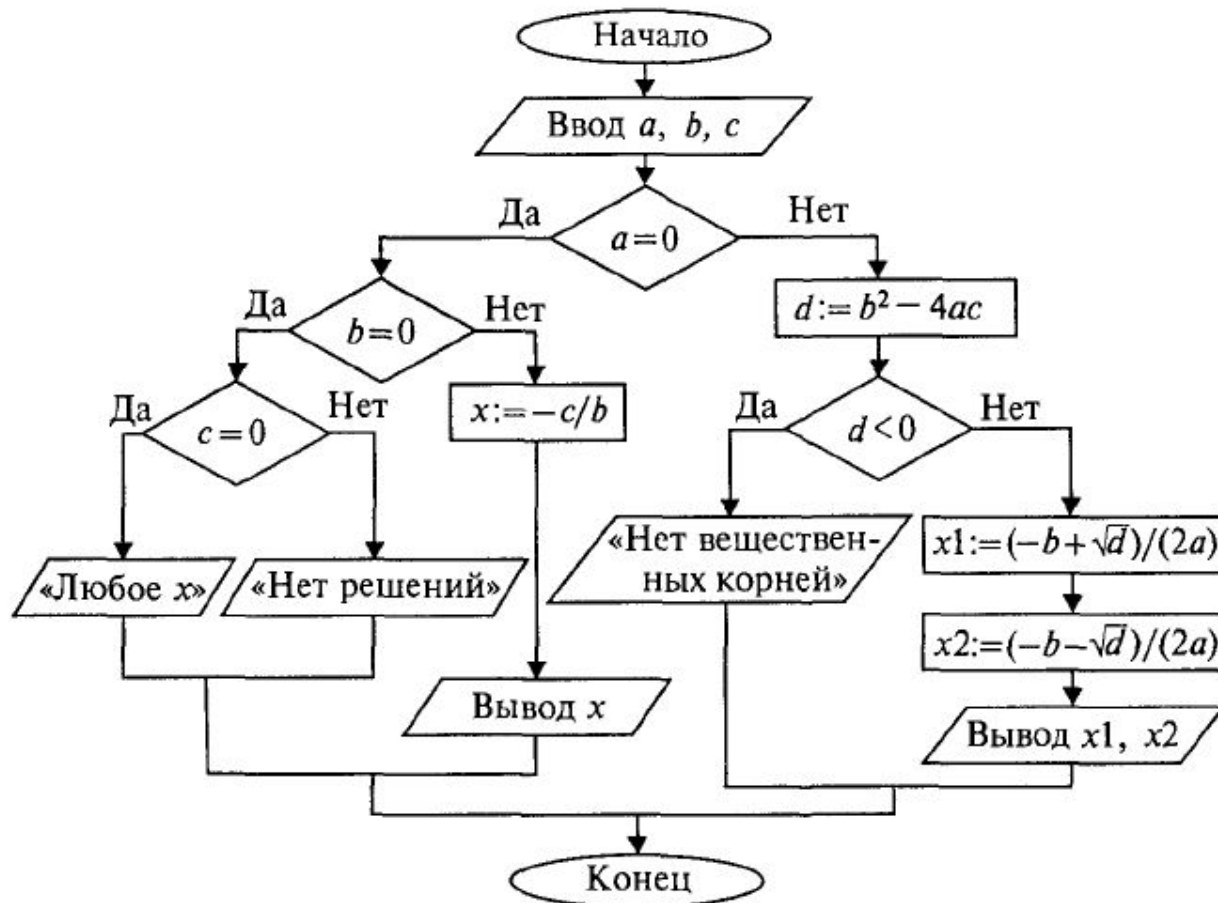 Начало
Ввод a, b, c
Да
Нет
a=0
Да
Нет
b=0
d:=b² − 4ac
Да
Нет
c=0
x:=−c/b
Да
Нет
d<0
«Любое x»
«Нет решений»
«Нет веществен-
ных корней»
x1:=(−b+√d)/(2a)
x2:=(−b−√d)/(2a)
Вывод x
Вывод x1, x2
Конец